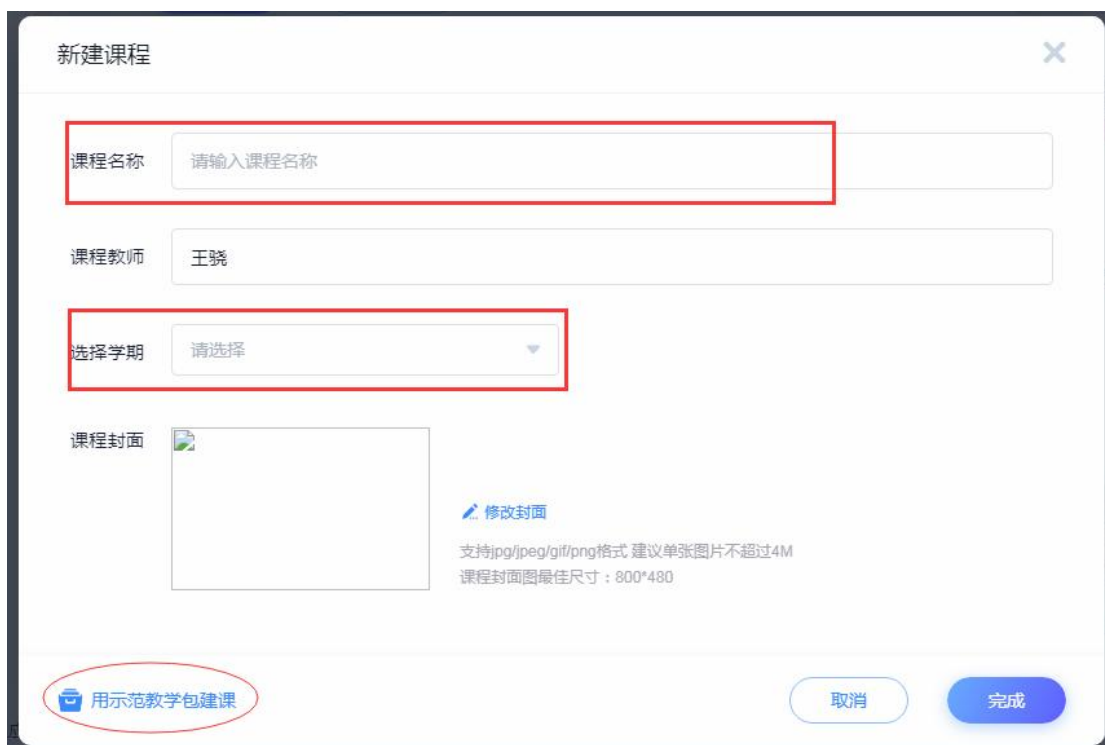 新建课程
课程名称 请输入课程名称
课程教师 王骁
选择学期 请选择
课程封面
修改封面
支持jpg/jpeg/gif/png格式 建议单张图片不超过4M
课程封面图最佳尺寸：800*480
用示范教学包建课 取消 完成